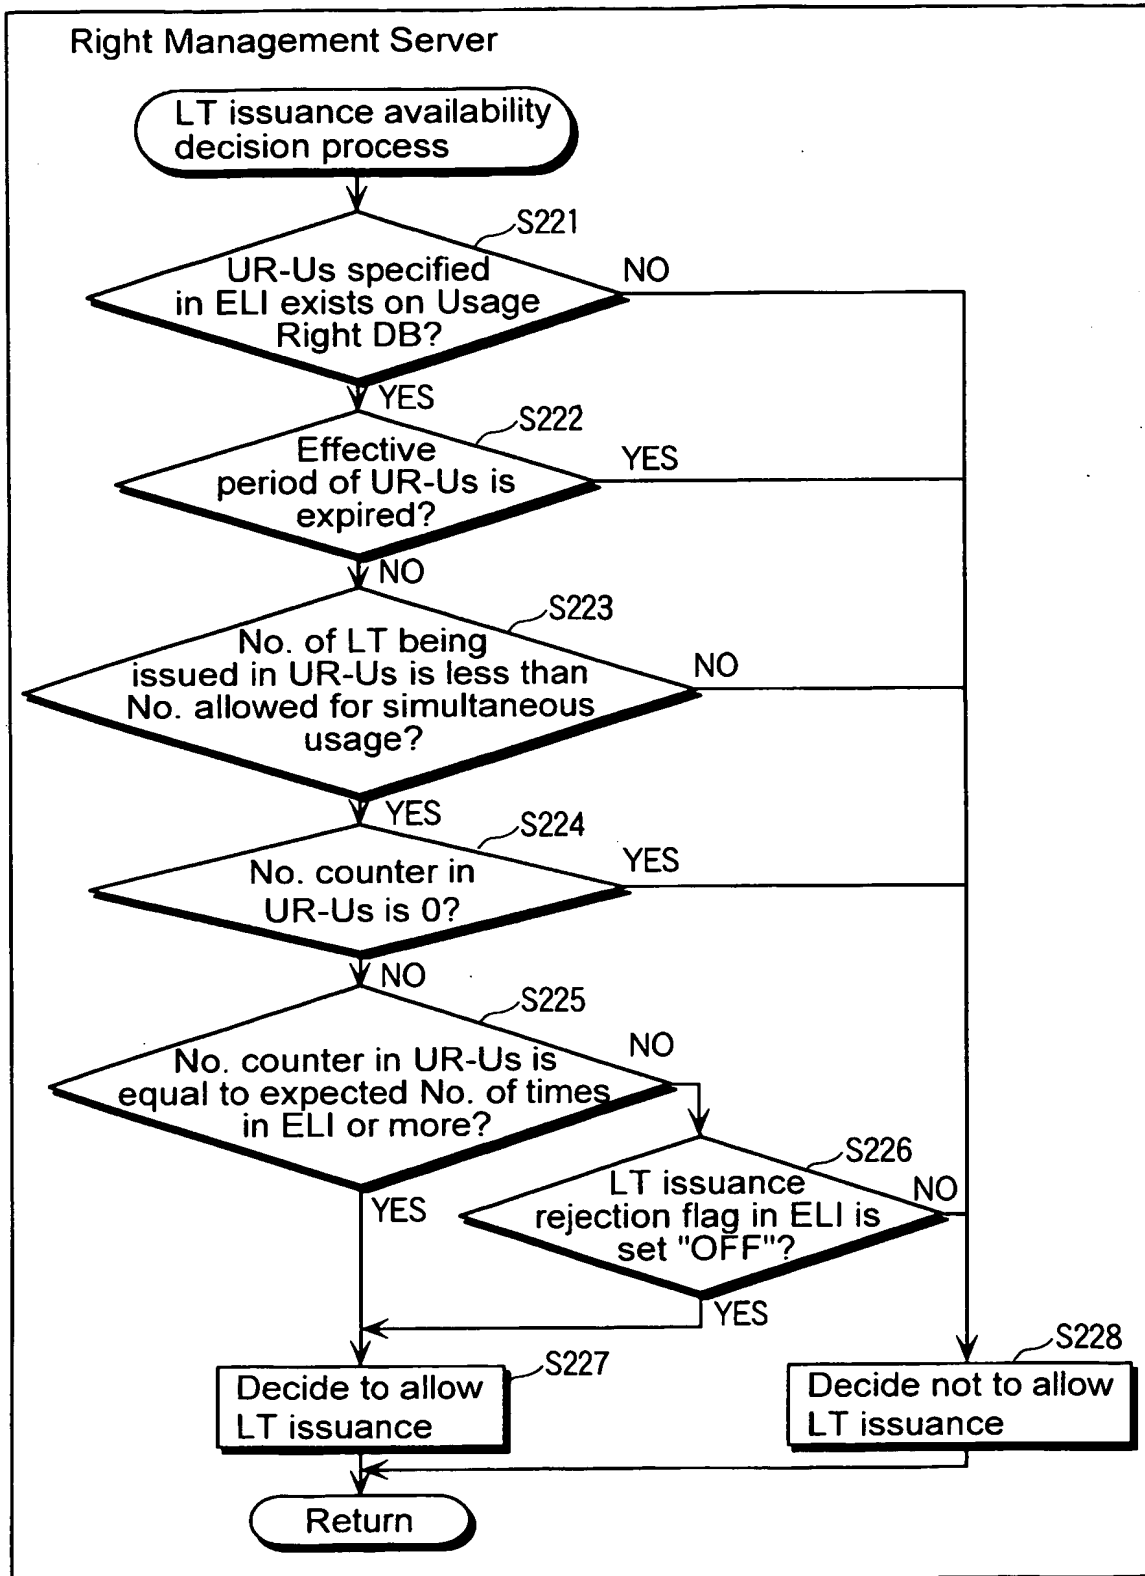 Right Management Server
LT issuance availability
decision process
S221
UR-Us specified
in ELI exists on Usage
Right DB?
NO
YES
S222
Effective
period of UR-Us is
expired?
YES
NO
S223
No. of LT being
issued in UR-Us is less than
No. allowed for simultaneous
usage?
NO
YES
S224
No. counter in
UR-Us is 0?
YES
NO
S225
No. counter in UR-Us is
equal to expected No. of times
in ELI or more?
NO
YES
S226
LT issuance
rejection flag in ELI is
set "OFF"?
NO
YES
S227
Decide to allow
LT issuance
S228
Decide not to allow
LT issuance
Return